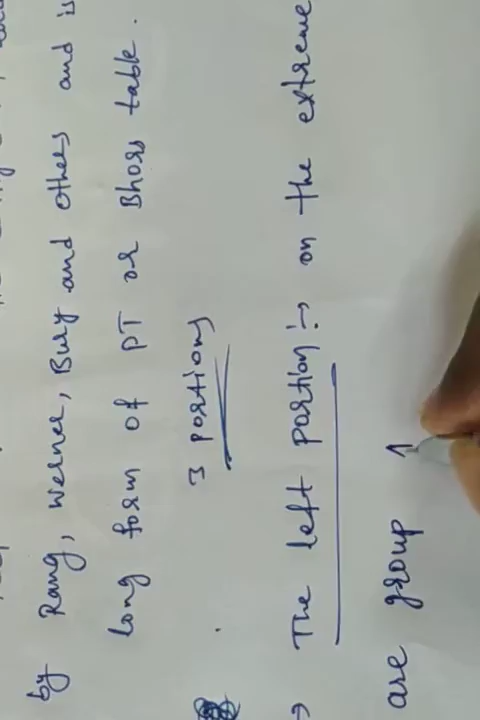 by Rang, Werner, Bury and others and is
long form of PT or Bhors table.
3 portions
→ The left portion :→ on the extreme
are group 1